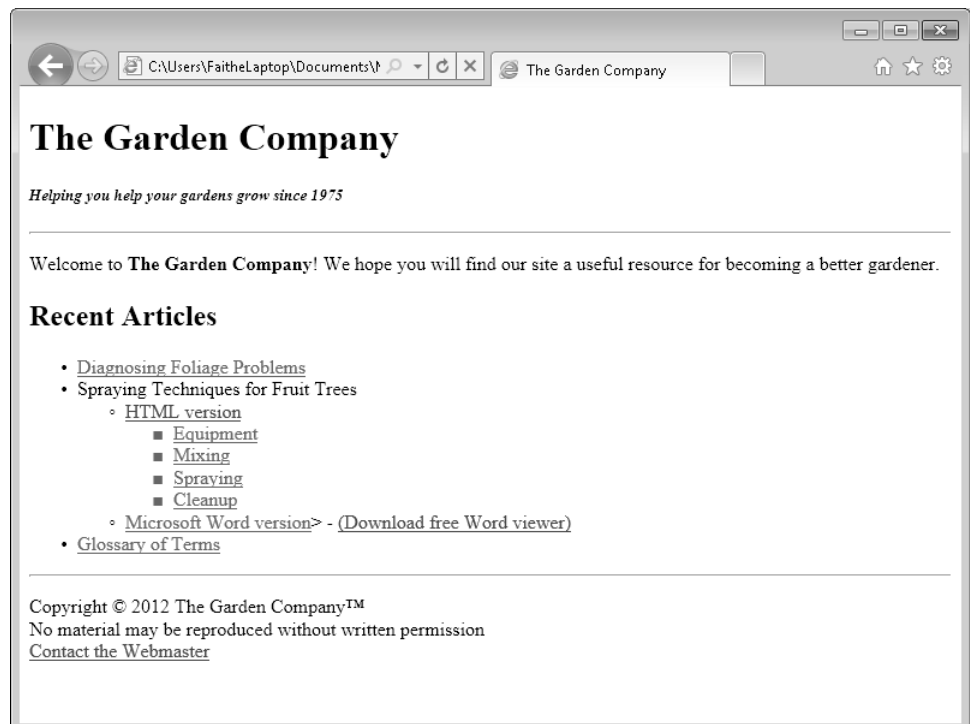 C:\Users\FaitheLaptop\Documents\
The Garden Company
The Garden Company
Helping you help your gardens grow since 1975
Welcome to The Garden Company! We hope you will find our site a useful resource for becoming a better gardener.
Recent Articles
• Diagnosing Foliage Problems
• Spraying Techniques for Fruit Trees
◦ HTML version
▪ Equipment
▪ Mixing
▪ Spraying
▪ Cleanup
◦ Microsoft Word version> - (Download free Word viewer)
• Glossary of Terms
Copyright © 2012 The Garden Company™
No material may be reproduced without written permission
Contact the Webmaster